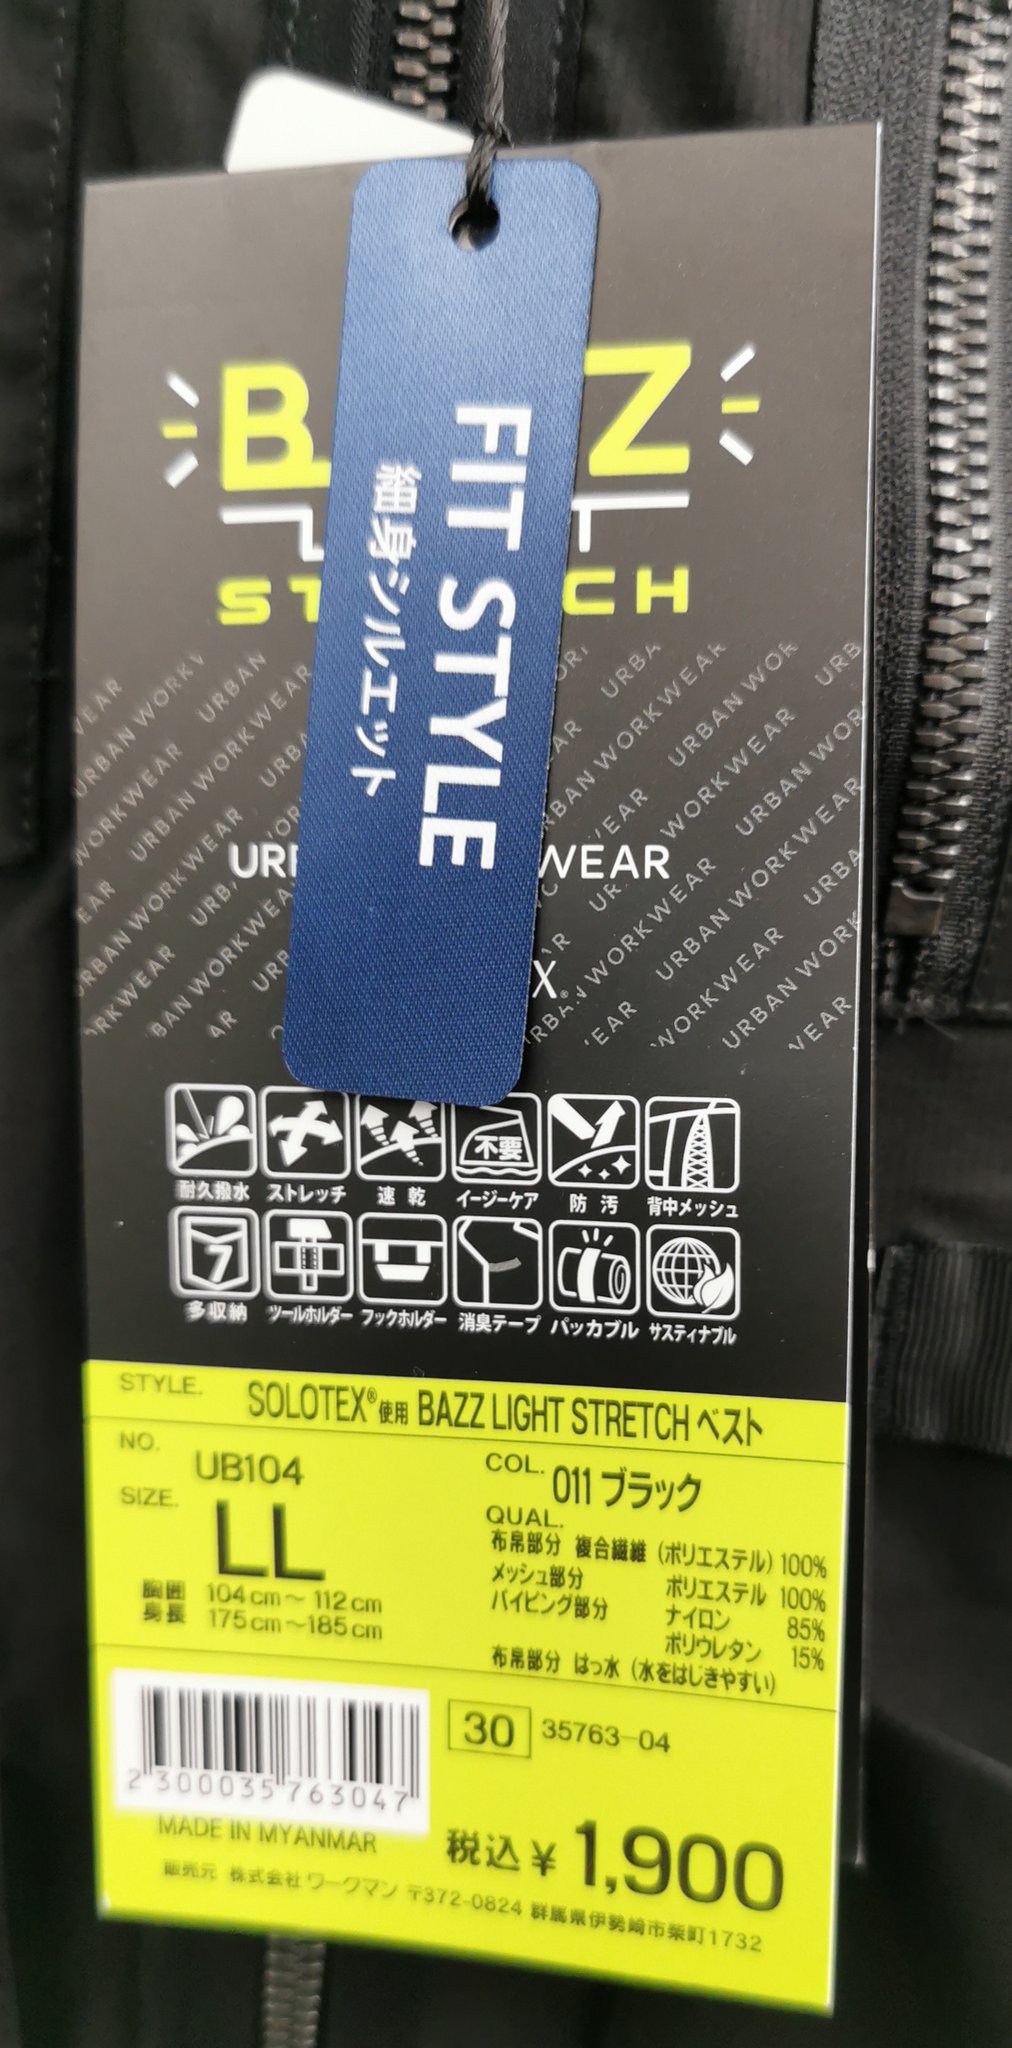 FIT STYLE
細身シルエット
B Z
ST CH
UR WEAR
X®
URBAN WORKWEAR
不要
耐久撥水 ストレッチ 速乾 イージーケア 防汚 背中メッシュ
7
多収納 ツールホルダー フックホルダー 消臭テープ パッカブル サスティナブル
STYLE. SOLOTEX®使用 BAZZ LIGHT STRETCH ベスト
NO. UB104
COL. 011 ブラック
SIZE. LL
胸囲 104cm~112cm
身長 175cm~185cm
QUAL.
布帛部分 複合繊維 (ポリエステル) 100%
メッシュ部分 ポリエステル 100%
パイピング部分 ナイロン 85%
ポリウレタン 15%
布帛部分 はっ水 (水をはじきやすい)
30 35763-04
2 300035 763047
MADE IN MYANMAR
税込¥1,900
販売元 株式会社ワークマン 〒372-0824 群馬県伊勢崎市柴町1732